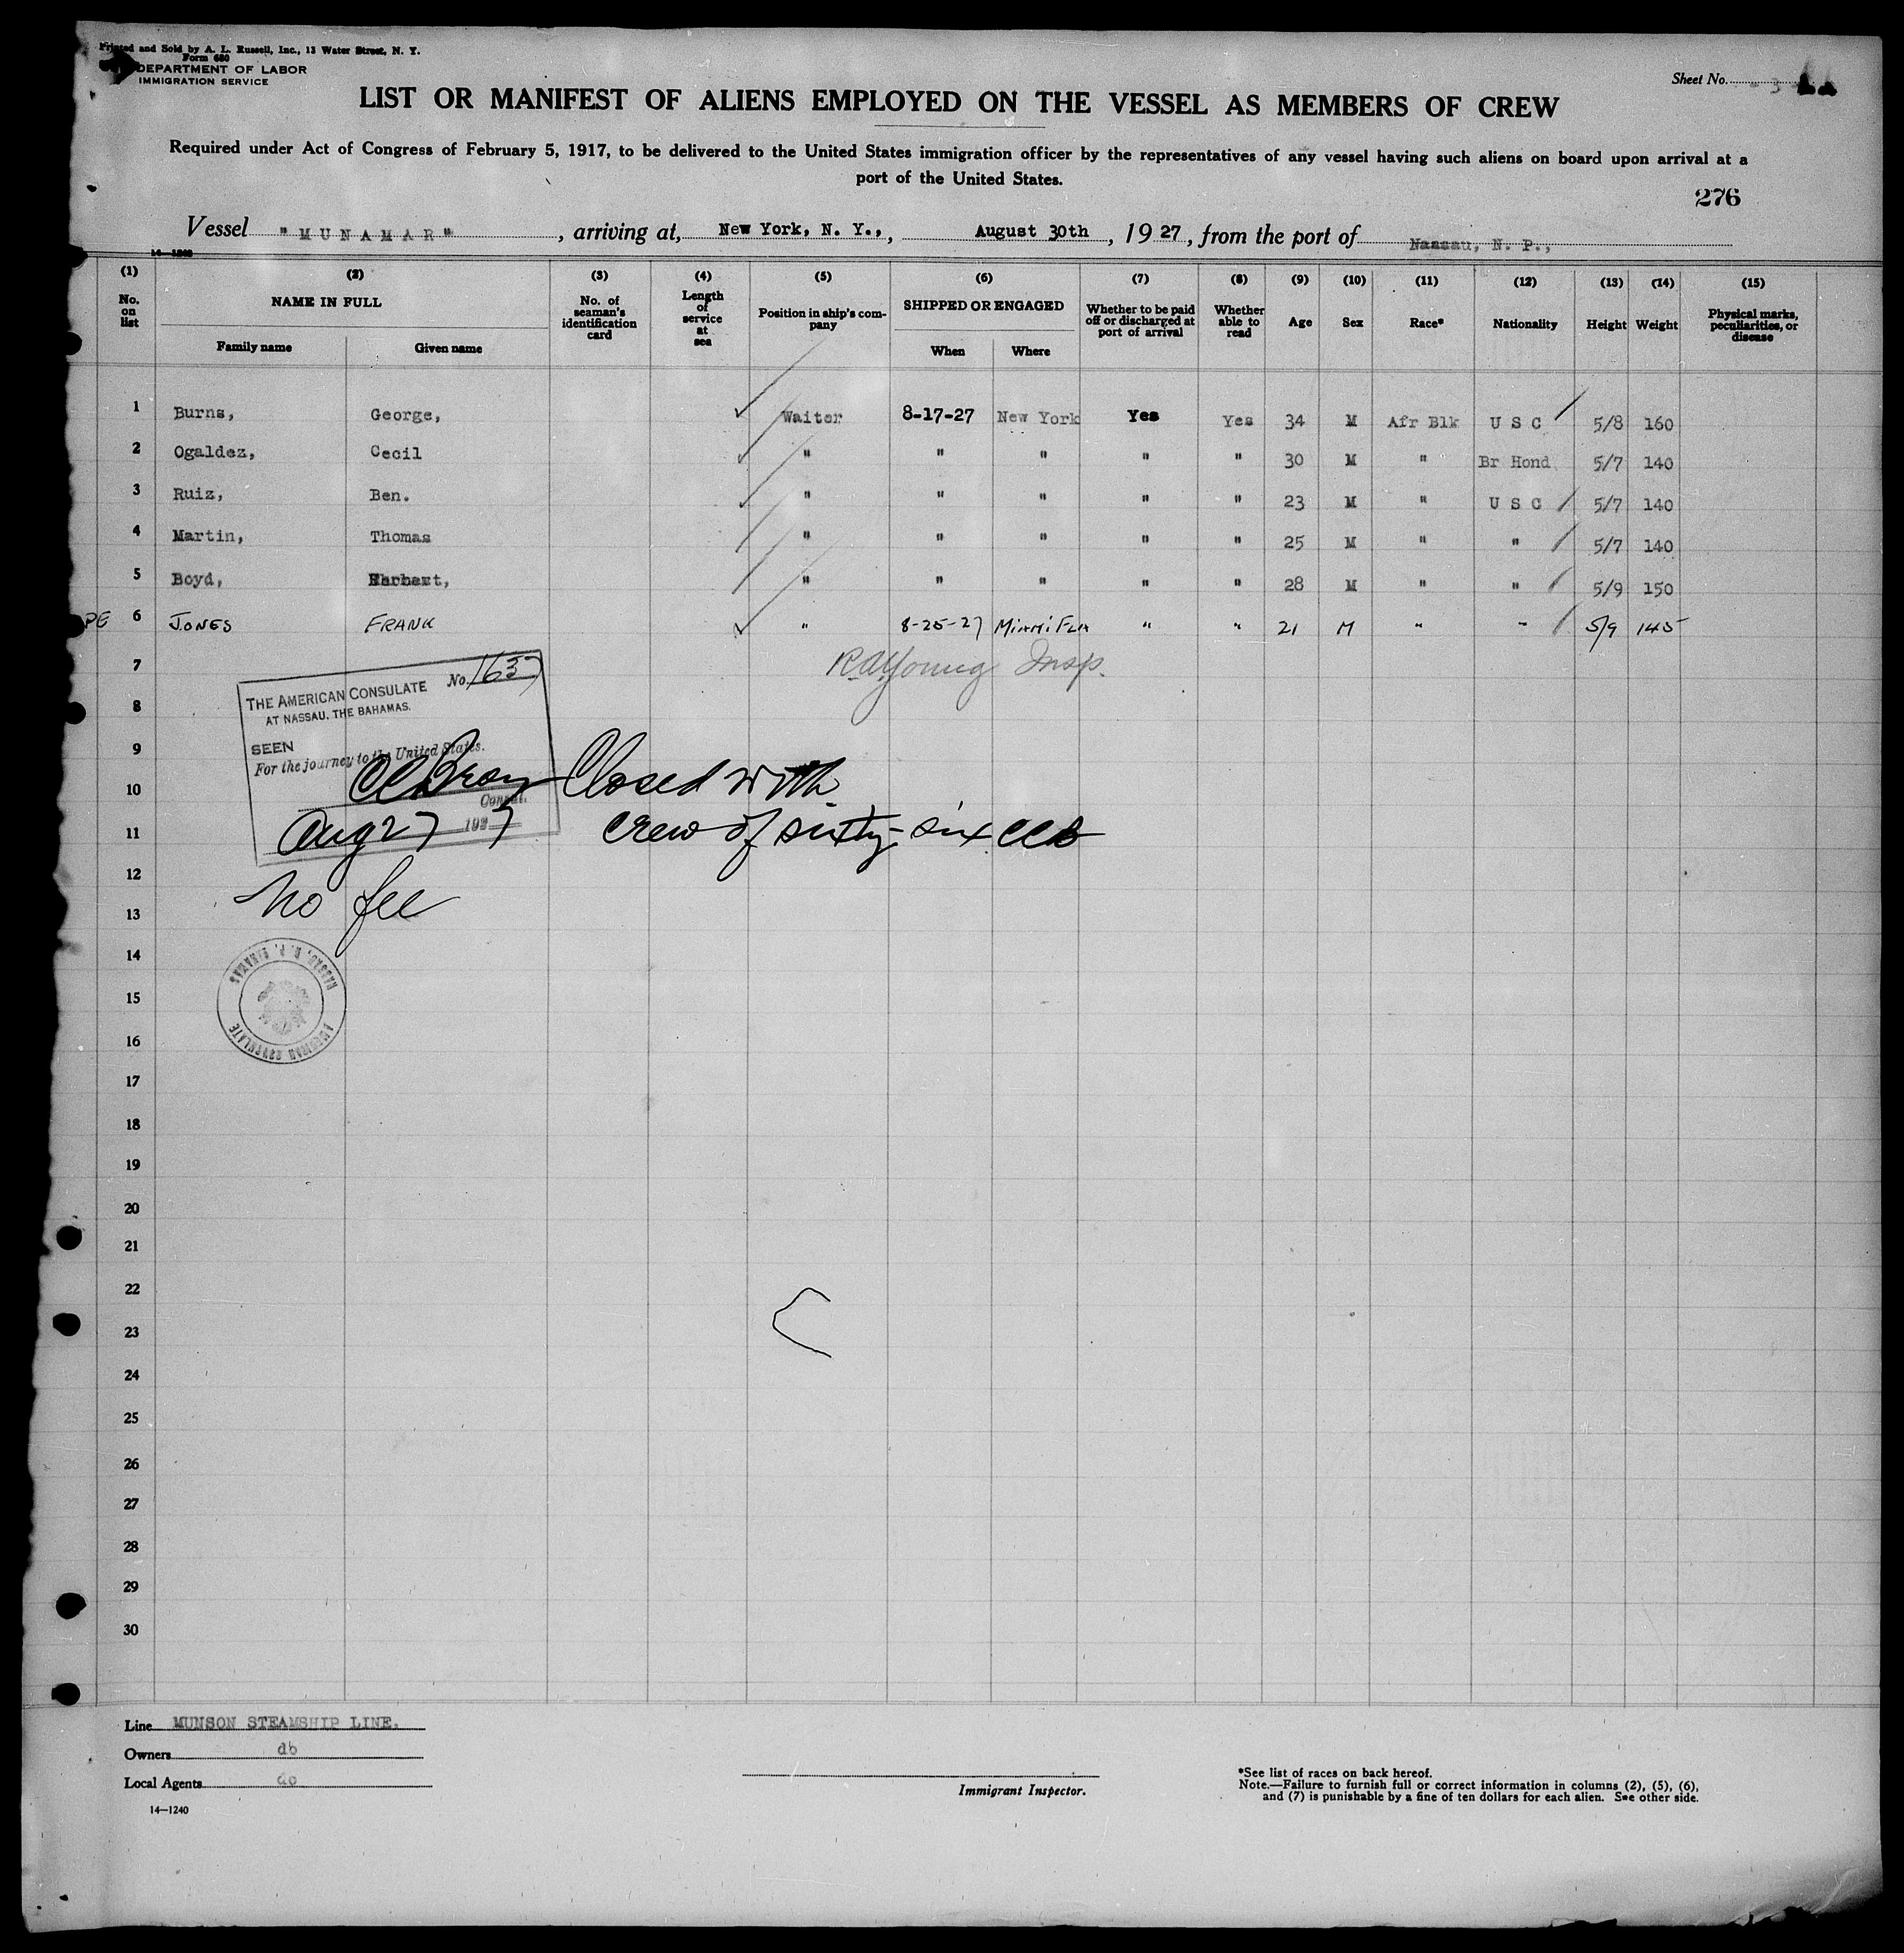 Printed and Sold by A. L. Russell, Inc., 13 Water Street, N. Y.
Form 680
DEPARTMENT OF LABOR
IMMIGRATION SERVICE
Sheet No. 3
LIST OR MANIFEST OF ALIENS EMPLOYED ON THE VESSEL AS MEMBERS OF CREW
Required under Act of Congress of February 5, 1917, to be delivered to the United States immigration officer by the representatives of any vessel having such aliens on board upon arrival at a
port of the United States.
276
Vessel "MUNAMAR", arriving at, New York, N. Y., , August 30th, 1927, from the port of Nassau, N. P.,
14-1240
(1) (2) (3) (4) (5) (6) (7) (8) (9) (10) (11) (12) (13) (14) (15)
No. on list NAME IN FULL Family name Given name No. of seaman's identification card Length of service at sea Position in ship's company SHIPPED OR ENGAGED When Where Whether to be paid off or discharged at port of arrival Whether able to read Age Sex Race* Nationality Height Weight Physical marks, peculiarities, or disease
1 Burns, George, Waiter 8-17-27 New York Yes Yes 34 M Afr Blk U S C 5/8 160
2 Ogaldez, Cecil " " " " " 30 M " Br Hond 5/7 140
3 Ruiz, Ben. " " " " " 23 M " U S C 5/7 140
4 Martin, Thomas " " " " " 25 M " " 5/7 140
5 Boyd, Herbert, " " " " " 28 M " " 5/9 150
PE 6 JONES FRANK " 8-25-27 MIAMI FLA " " 21 M " " 5/9 145
7 Young Insp.
8
9
10
11
12
13
14
15
16
17
18
19
20
21
22
23
24
25
26
27
28
29
30
THE AMERICAN CONSULATE No. 1637
AT NASSAU, THE BAHAMAS.
SEEN
For the journey to the United States.
Consul.
Aug 27 1927
Closed with
crew of sixty-six
No fee
NASSAU, N. P. BAHAMAS
AMERICAN CONSULATE
Line MUNSON STEAMSHIP LINE.
Owners do
Local Agents do
14—1240
Immigrant Inspector.
*See list of races on back hereof.
Note.—Failure to furnish full or correct information in columns (2), (5), (6),
and (7) is punishable by a fine of ten dollars for each alien. See other side.